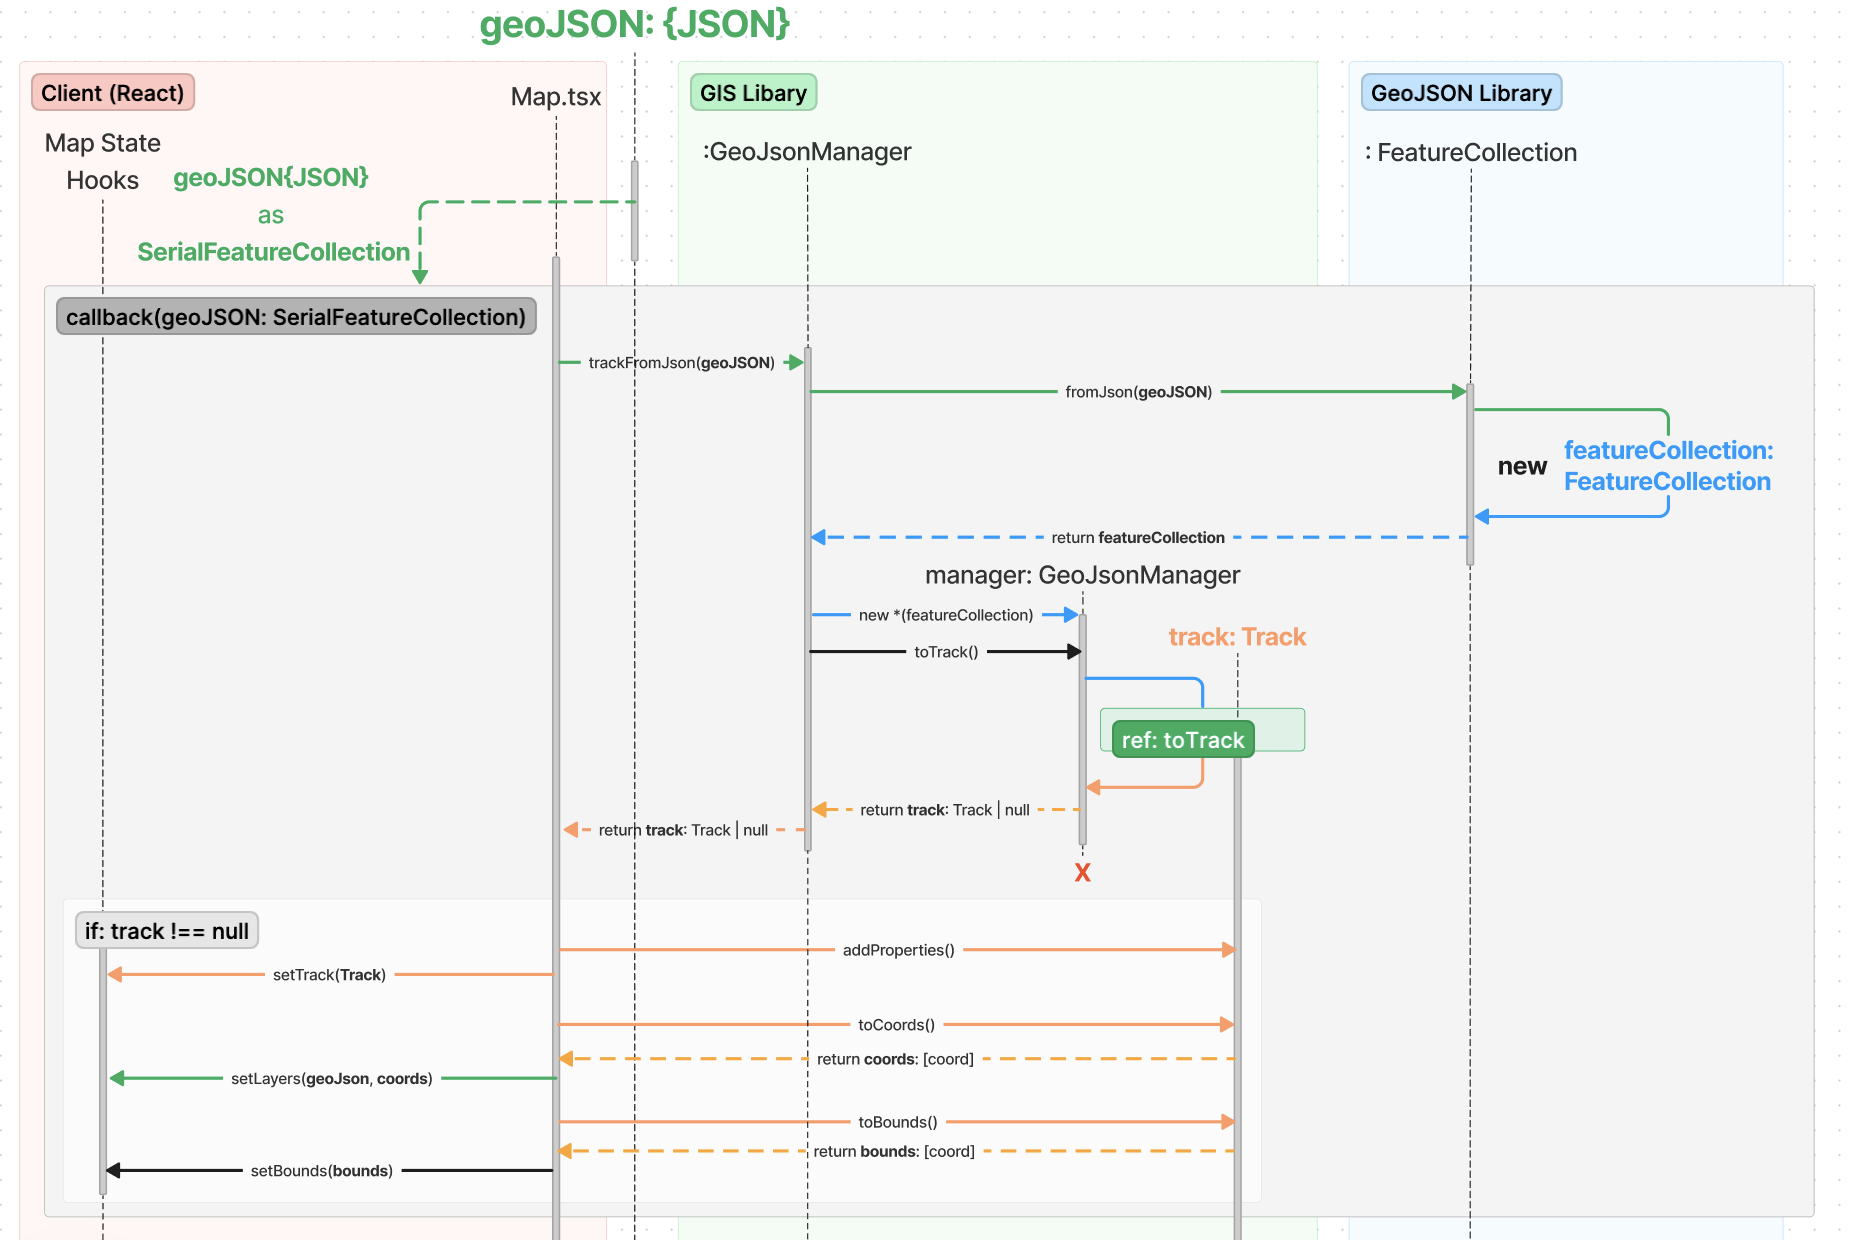 geoJSON: {JSON}
Client (React)
Map.tsx
GIS Libary
GeoJSON Library
Map State
Hooks
:GeoJsonManager
: FeatureCollection
geoJSON{JSON}
as
SerialFeatureCollection
callback(geoJSON: SerialFeatureCollection)
trackFromJson(geoJSON)
fromJson(geoJSON)
new
featureCollection:
FeatureCollection
return featureCollection
manager: GeoJsonManager
new *(featureCollection)
track: Track
toTrack()
ref: toTrack
return track: Track | null
return track: Track | null
X
if: track !== null
addProperties()
setTrack(Track)
toCoords()
return coords: [coord]
setLayers(geoJson, coords)
toBounds()
return bounds: [coord]
setBounds(bounds)